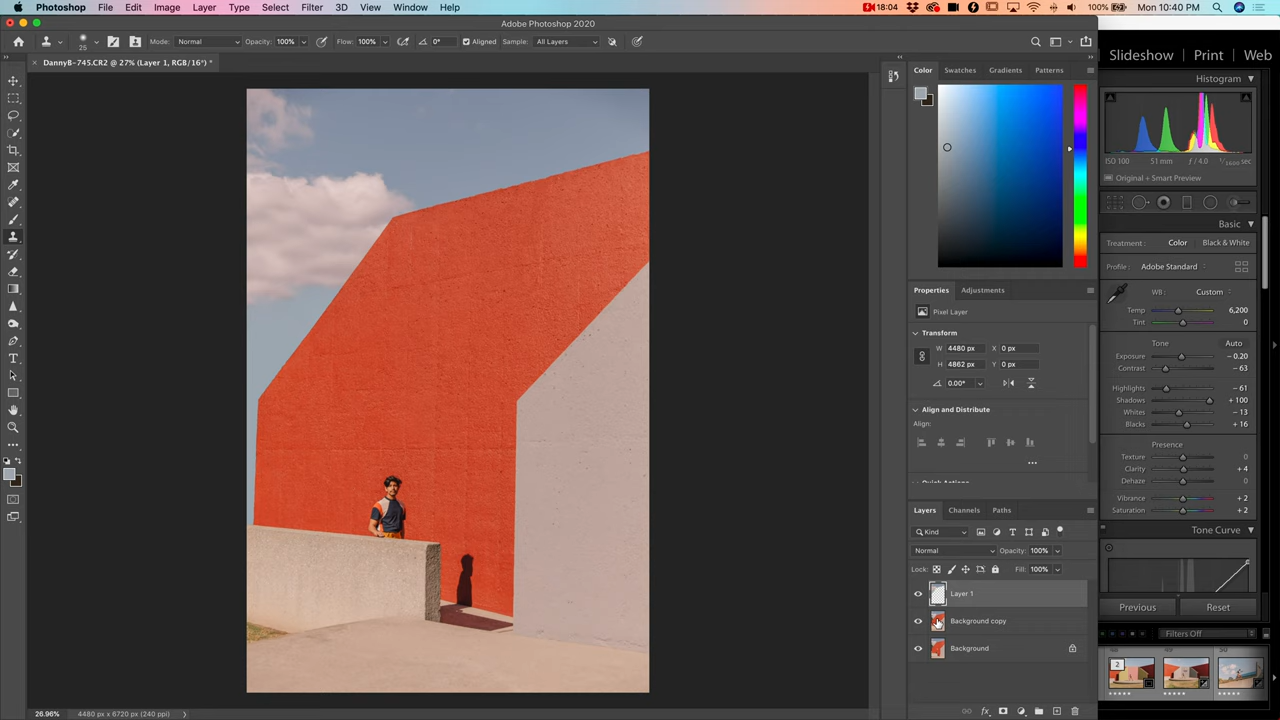 Photoshop File Edit Image Layer Type Select Filter 3D View Window Help 18:04 100% Mon 10:40 PM
Adobe Photoshop 2020
25 Mode: Normal Opacity: 100% Flow: 100% 0° Aligned Sample: All Layers
DannyB-745.CR2 @ 27% (Layer 1, RGB/16*) *
Slideshow Print Web
Color Swatches Gradients Patterns
Histogram
ISO 100 51 mm ƒ / 4.0 1/1600 sec
Original + Smart Preview
Basic
Treatment: Color Black & White
Profile: Adobe Standard
WB: Custom
Temp 6,200
Tint 0
Tone Auto
Exposure – 0.20
Contrast – 63
Highlights – 61
Shadows + 100
Whites – 13
Blacks + 16
Presence
Texture 0
Clarity + 4
Dehaze 0
Vibrance + 2
Saturation + 2
Tone Curve
Previous Reset
Filters Off
2
Properties Adjustments
Pixel Layer
Transform
W 4480 px X 0 px
H 4862 px Y 0 px
0.00°
Align and Distribute
Align:
Quick Actions
Layers Channels Paths
Kind
Normal Opacity: 100%
Lock: Fill: 100%
Layer 1
Background copy
Background
26.96% 4480 px x 6720 px (240 ppi)